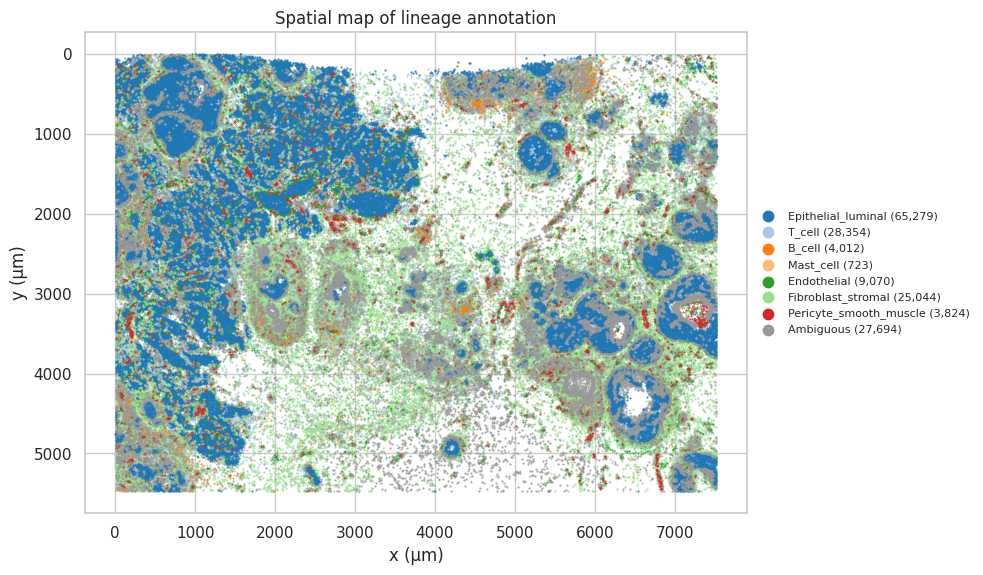 Spatial map of lineage annotation
y (µm)
0
1000
2000
3000
4000
5000
0 1000 2000 3000 4000 5000 6000 7000
x (µm)
Epithelial_luminal (65,279)
T_cell (28,354)
B_cell (4,012)
Mast_cell (723)
Endothelial (9,070)
Fibroblast_stromal (25,044)
Pericyte_smooth_muscle (3,824)
Ambiguous (27,694)